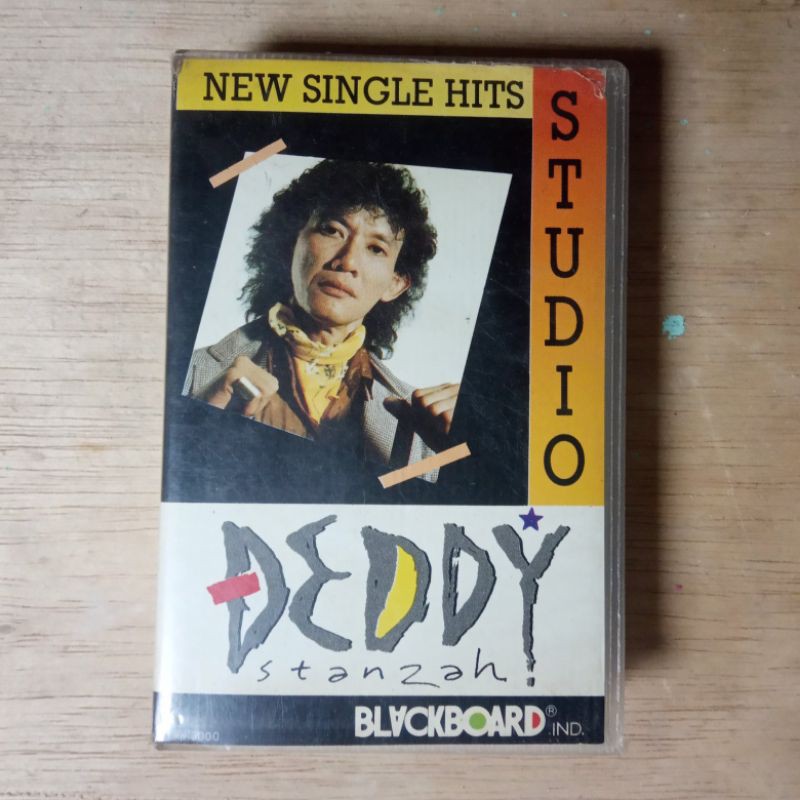 NEW SINGLE HITS
STUDIO
DEDDY
stanzah!
BLACKBOARD® IND.